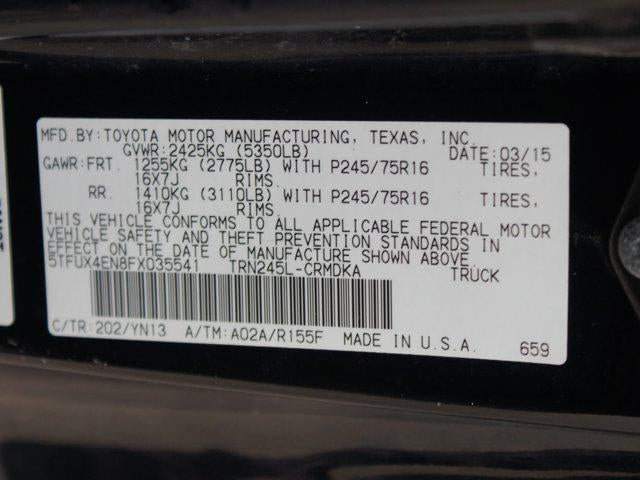 MFD.BY:TOYOTA MOTOR MANUFACTURING, TEXAS, INC.
GVWR:2425KG (5350LB) DATE:03/15
GAWR:FRT. 1255KG (2775LB) WITH P245/75R16 TIRES,
16X7J RIMS.
RR. 1410KG (3110LB) WITH P245/75R16 TIRES,
16X7J RIMS.
THIS VEHICLE CONFORMS TO ALL APPLICABLE FEDERAL MOTOR
VEHICLE SAFETY AND THEFT PREVENTION STANDARDS IN
EFFECT ON THE DATE OF MANUFACTURE SHOWN ABOVE.
5TFUX4EN8FX035541 TRN245L-CRMDKA TRUCK
C/TR:202/YN13 A/TM:A02A/R155F MADE IN U.S.A.
659